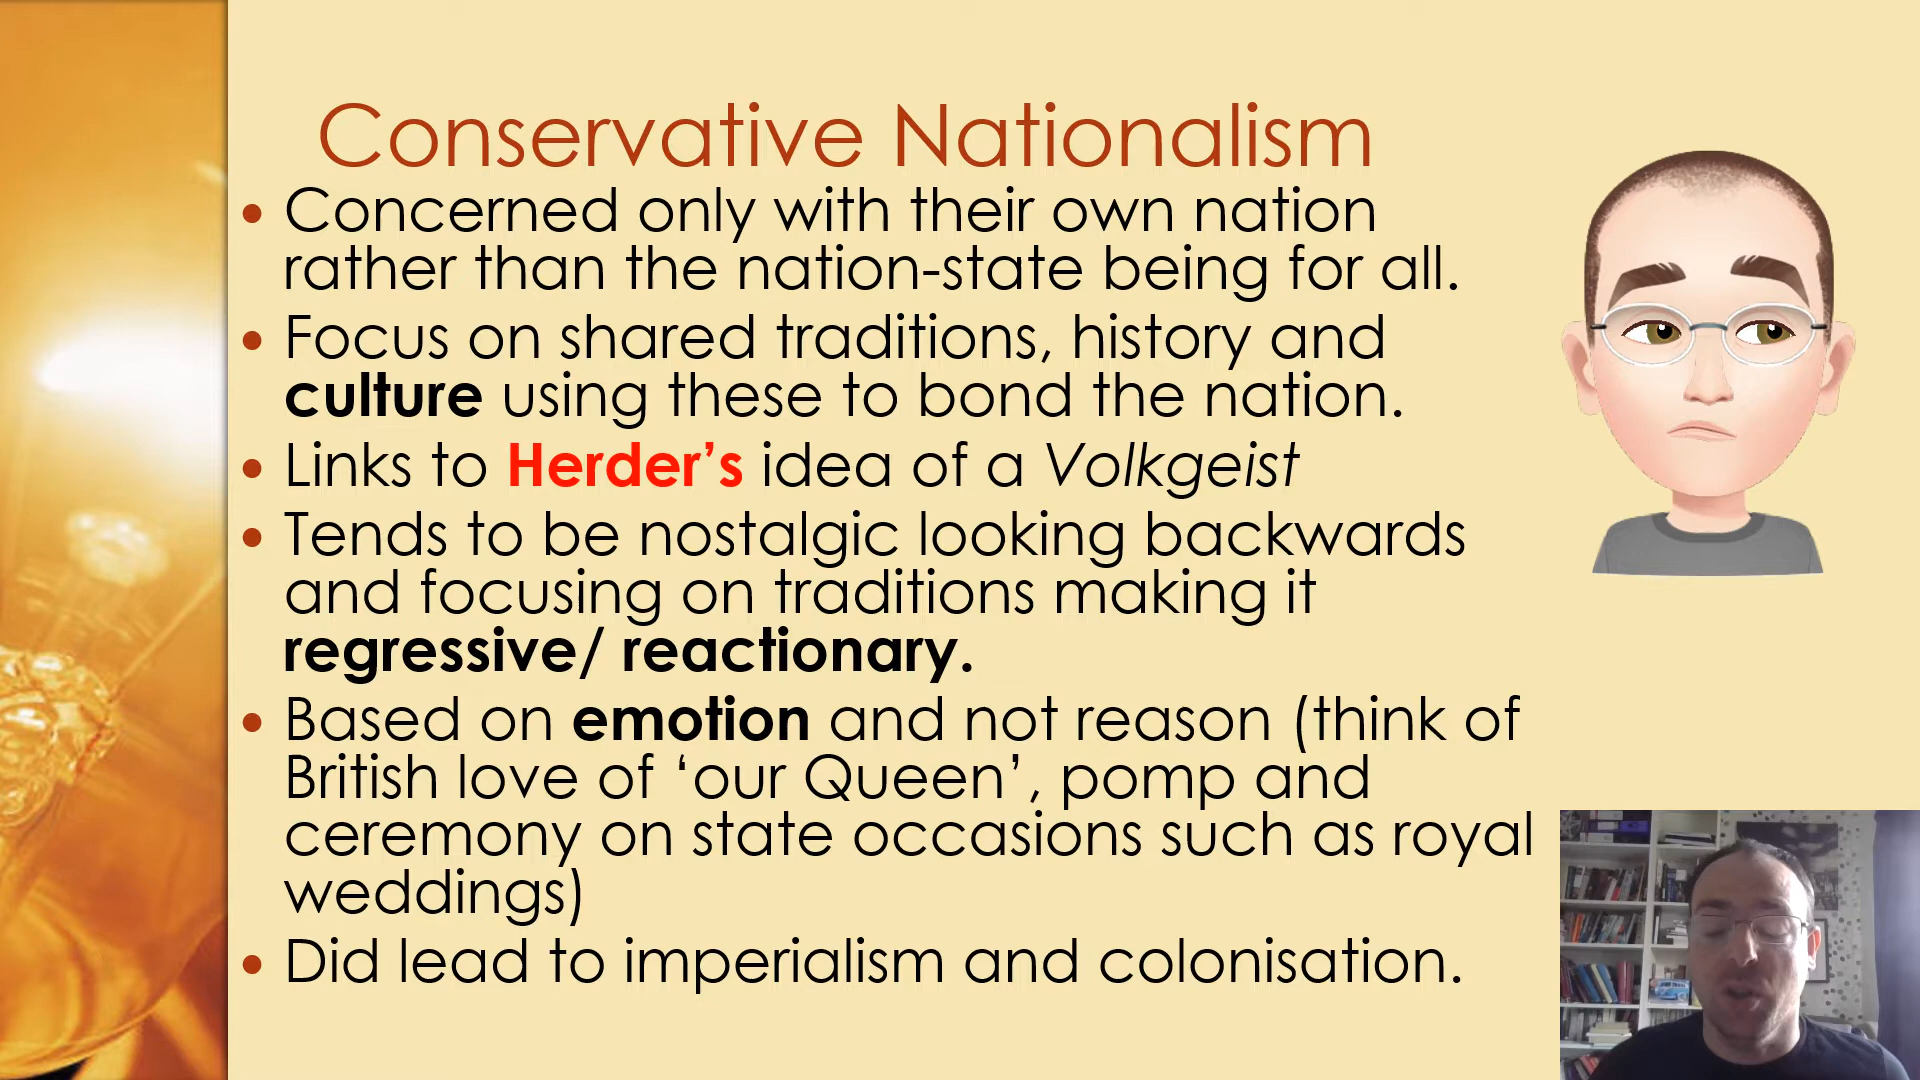 Conservative Nationalism
• Concerned only with their own nation
rather than the nation-state being for all.
• Focus on shared traditions, history and
culture using these to bond the nation.
• Links to Herder’s idea of a Volkgeist
• Tends to be nostalgic looking backwards
and focusing on traditions making it
regressive/ reactionary.
• Based on emotion and not reason (think of
British love of ‘our Queen’, pomp and
ceremony on state occasions such as royal
weddings)
• Did lead to imperialism and colonisation.